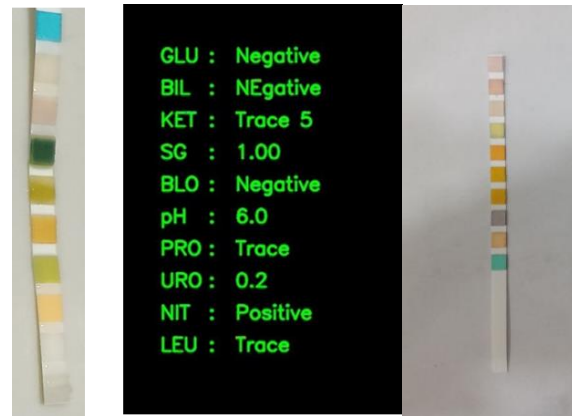 GLU : Negative
BIL : NEgative
KET : Trace 5
SG : 1.00
BLO : Negative
pH : 6.0
PRO : Trace
URO : 0.2
NIT : Positive
LEU : Trace